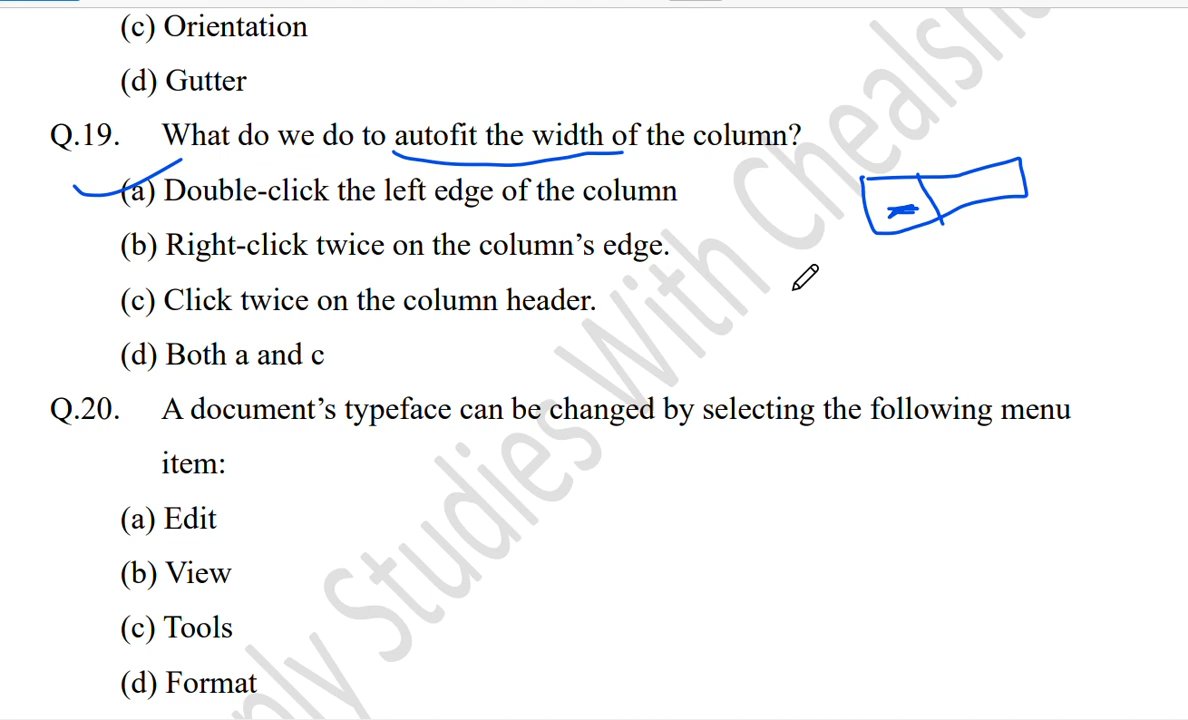 (c) Orientation
(d) Gutter
Q.19. What do we do to autofit the width of the column?
(a) Double-click the left edge of the column
(b) Right-click twice on the column’s edge.
(c) Click twice on the column header.
(d) Both a and c
Q.20. A document’s typeface can be changed by selecting the following menu
item:
(a) Edit
(b) View
(c) Tools
(d) Format
Studies With